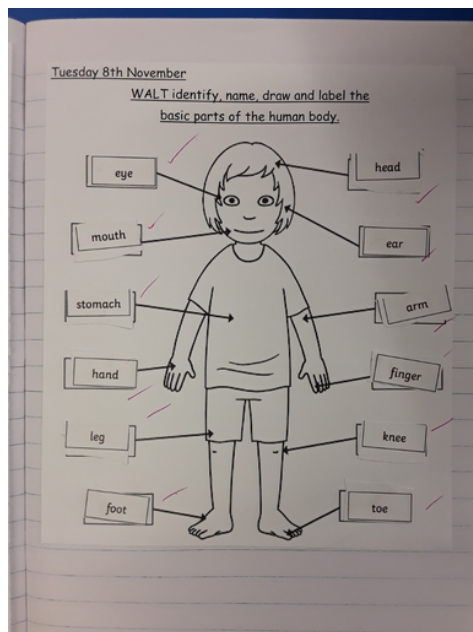 Tuesday 8th November
WALT identify, name, draw and label the
basic parts of the human body.
eye
head
mouth
ear
stomach
arm
hand
finger
leg
knee
foot
toe